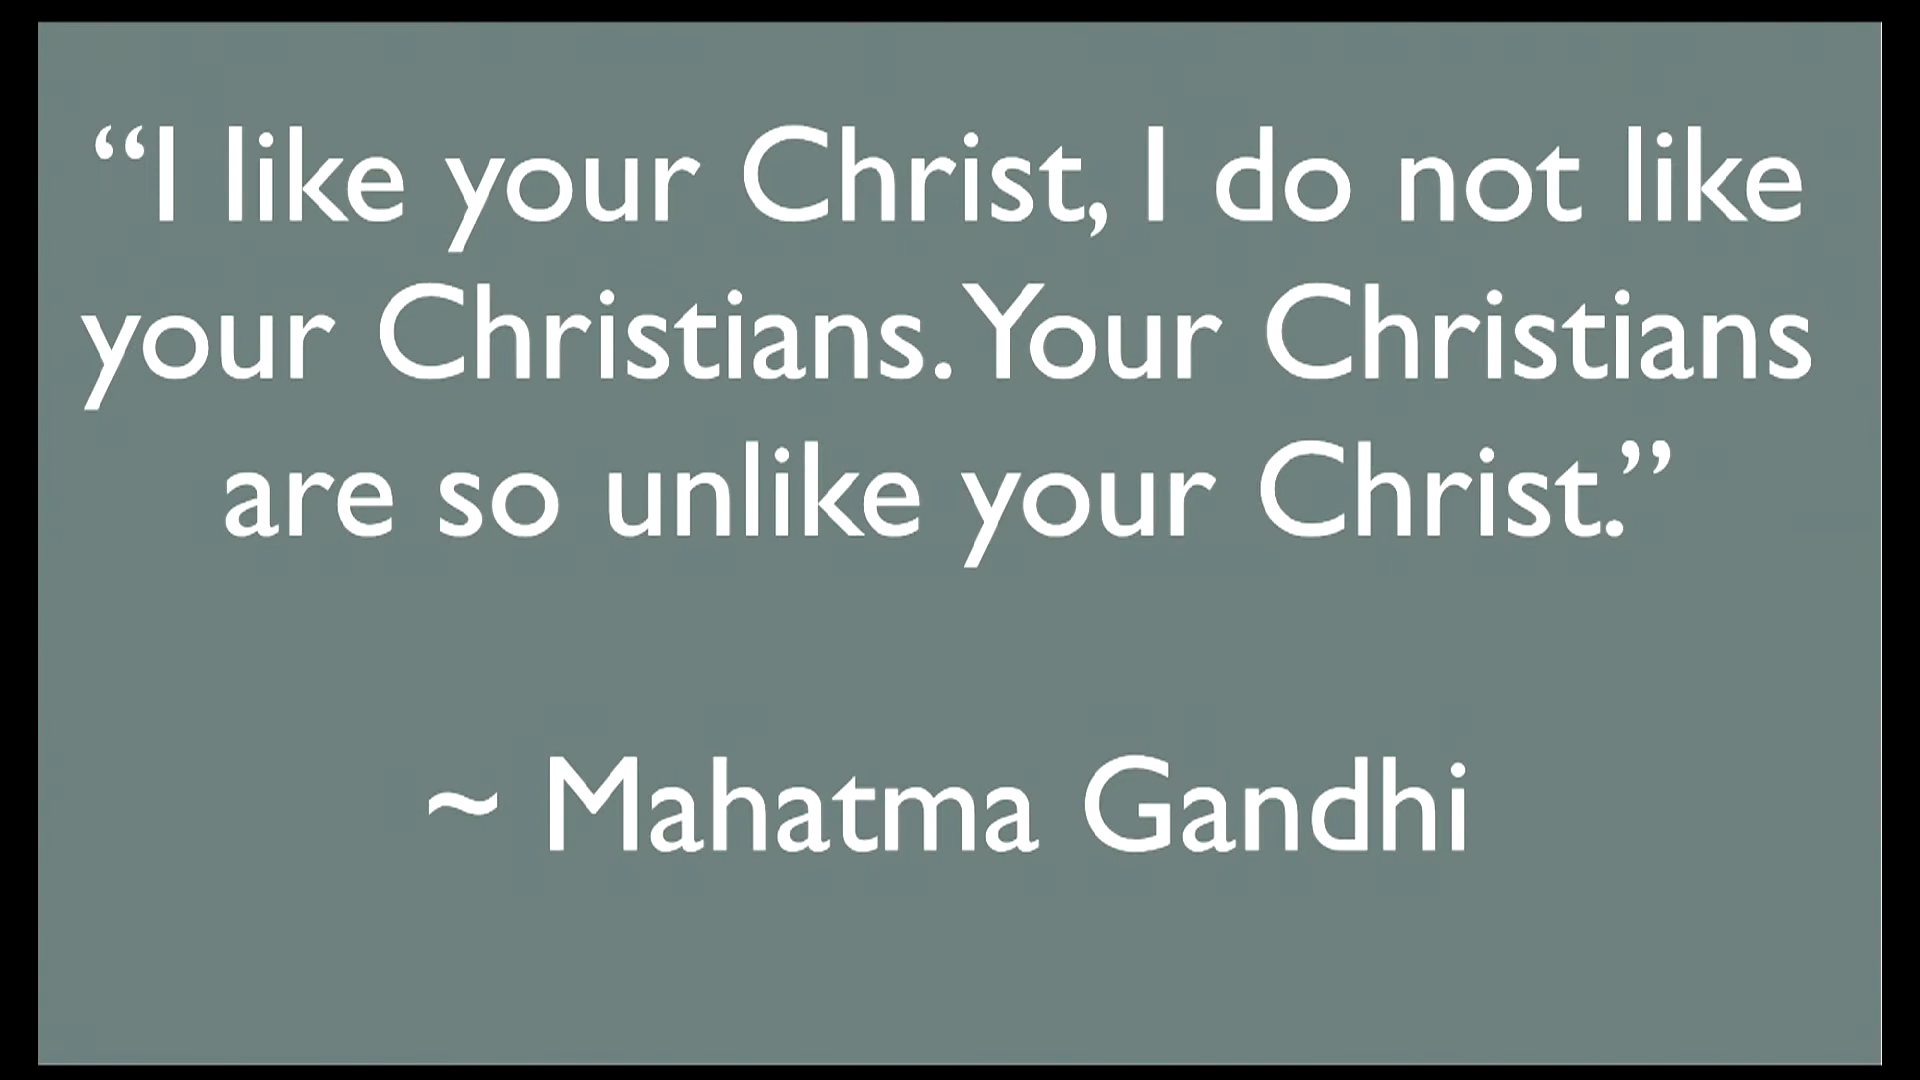 “I like your Christ, I do not like
your Christians. Your Christians
are so unlike your Christ.”
~ Mahatma Gandhi